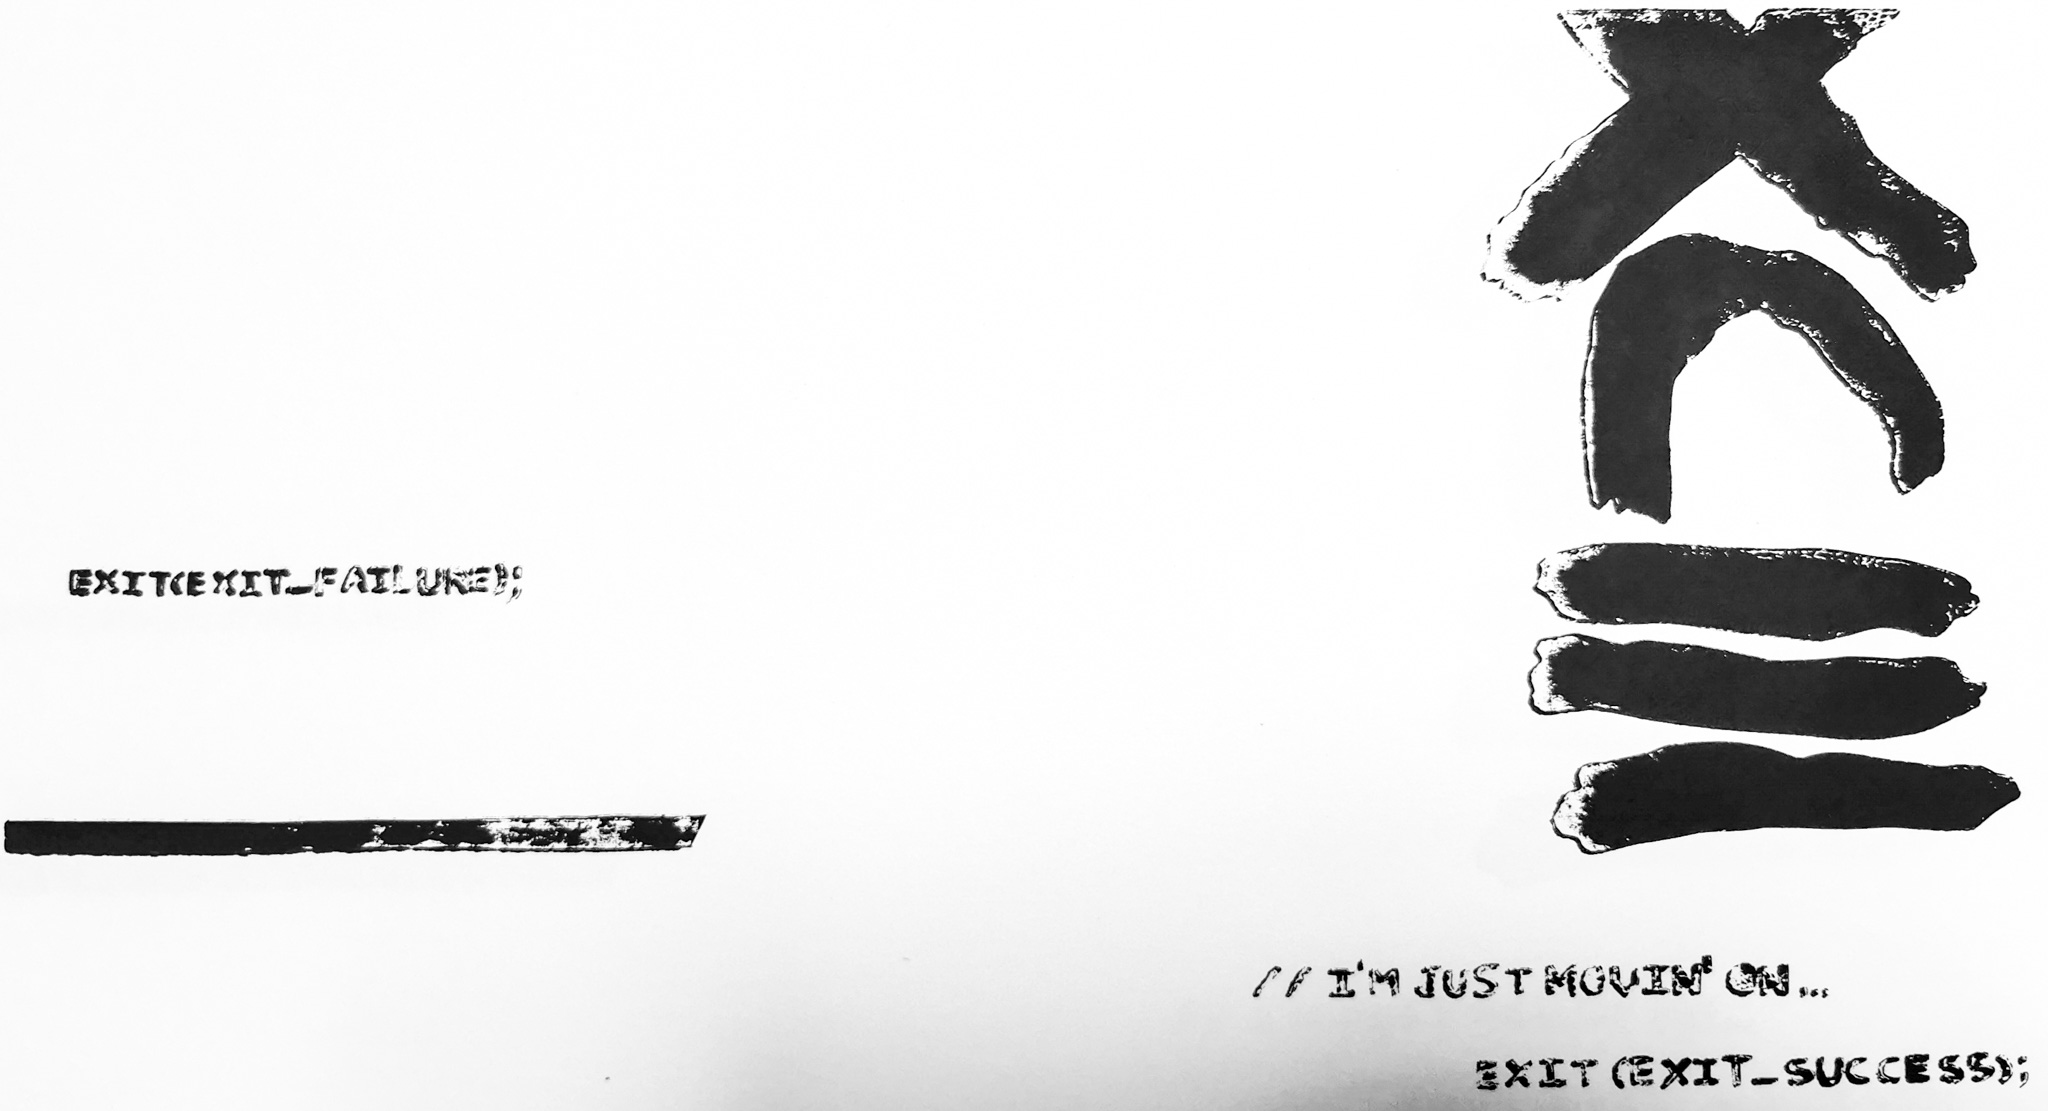 EXIT(EXIT_FAILURE);
// I'M JUST MOVIN' ON...
EXIT (EXIT_SUCCESS);